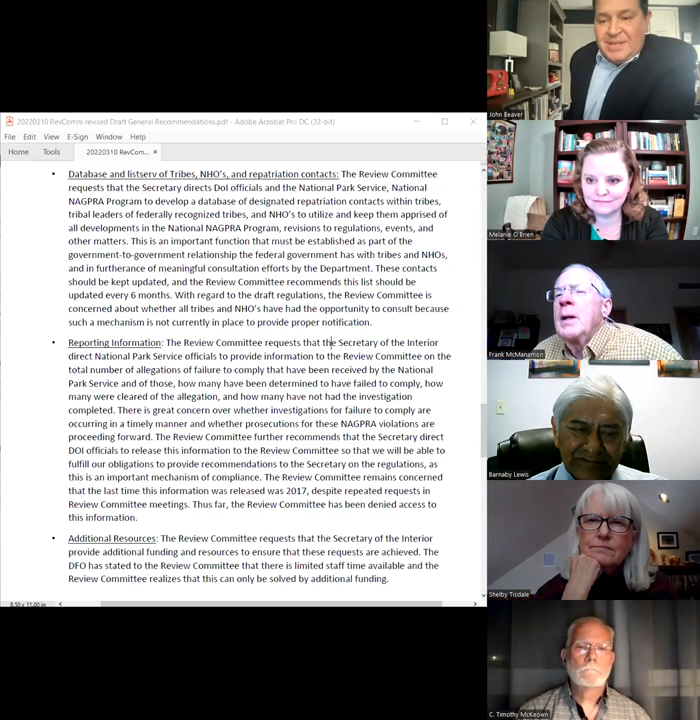 John Beaver
20220310 RevComm revised Draft General Recommendations.pdf - Adobe Acrobat Pro DC (32-bit)
File Edit View E-Sign Window Help
Home Tools 20220310 RevCom... ×
• Database and listserv of Tribes, NHO's, and repatriation contacts: The Review Committee
requests that the Secretary directs DoI officials and the National Park Service, National
NAGPRA Program to develop a database of designated repatriation contacts within tribes,
tribal leaders of federally recognized tribes, and NHO's to utilize and keep them apprised of
all developments in the National NAGPRA Program, revisions to regulations, events, and
other matters. This is an important function that must be established as part of the
government-to-government relationship the federal government has with tribes and NHOs,
and in furtherance of meaningful consultation efforts by the Department. These contacts
should be kept updated, and the Review Committee recommends this list should be
updated every 6 months. With regard to the draft regulations, the Review Committee is
concerned about whether all tribes and NHO's have had the opportunity to consult because
such a mechanism is not currently in place to provide proper notification.
• Reporting Information: The Review Committee requests that the Secretary of the Interior
direct National Park Service officials to provide information to the Review Committee on the
total number of allegations of failure to comply that have been received by the National
Park Service and of those, how many have been determined to have failed to comply, how
many were cleared of the allegation, and how many have not had the investigation
completed. There is great concern over whether investigations for failure to comply are
occurring in a timely manner and whether prosecutions for these NAGPRA violations are
proceeding forward. The Review Committee further recommends that the Secretary direct
DOI officials to release this information to the Review Committee so that we will be able to
fulfill our obligations to provide recommendations to the Secretary on the regulations, as
this is an important mechanism of compliance. The Review Committee remains concerned
that the last time this information was released was 2017, despite repeated requests in
Review Committee meetings. Thus far, the Review Committee has been denied access to
this information.
• Additional Resources: The Review Committee requests that the Secretary of the Interior
provide additional funding and resources to ensure that these requests are achieved. The
DFO has stated to the Review Committee that there is limited staff time available and the
Review Committee realizes that this can only be solved by additional funding.
8.50 x 11.00 in
Melanie O'Brien
Frank McManamon
Barnaby Lewis
Shelby Tisdale
C. Timothy McKeown